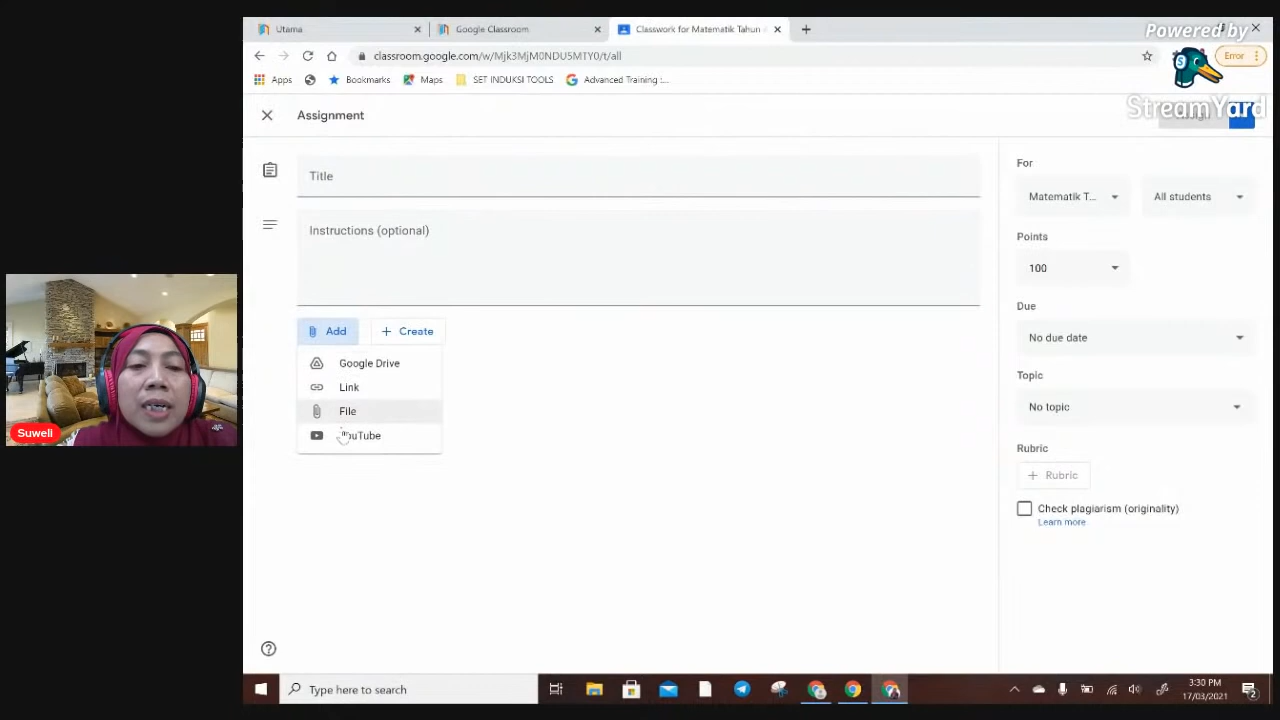 Utama
Google Classroom
Classwork for Matematik Tahun
Powered by
classroom.google.com/w/Mjk3MjM0NDU5MTY0/t/all
Error
Apps
Bookmarks
Maps
SET INDUKSI TOOLS
Advanced Training :...
StreamYard
Assignment
Title
For
Matematik T...
All students
Instructions (optional)
Points
100
Due
No due date
Add
Create
Google Drive
Link
File
YouTube
Topic
No topic
Rubric
Rubric
Check plagiarism (originality)
Learn more
Suweli
Type here to search
3:30 PM
17/03/2021
2